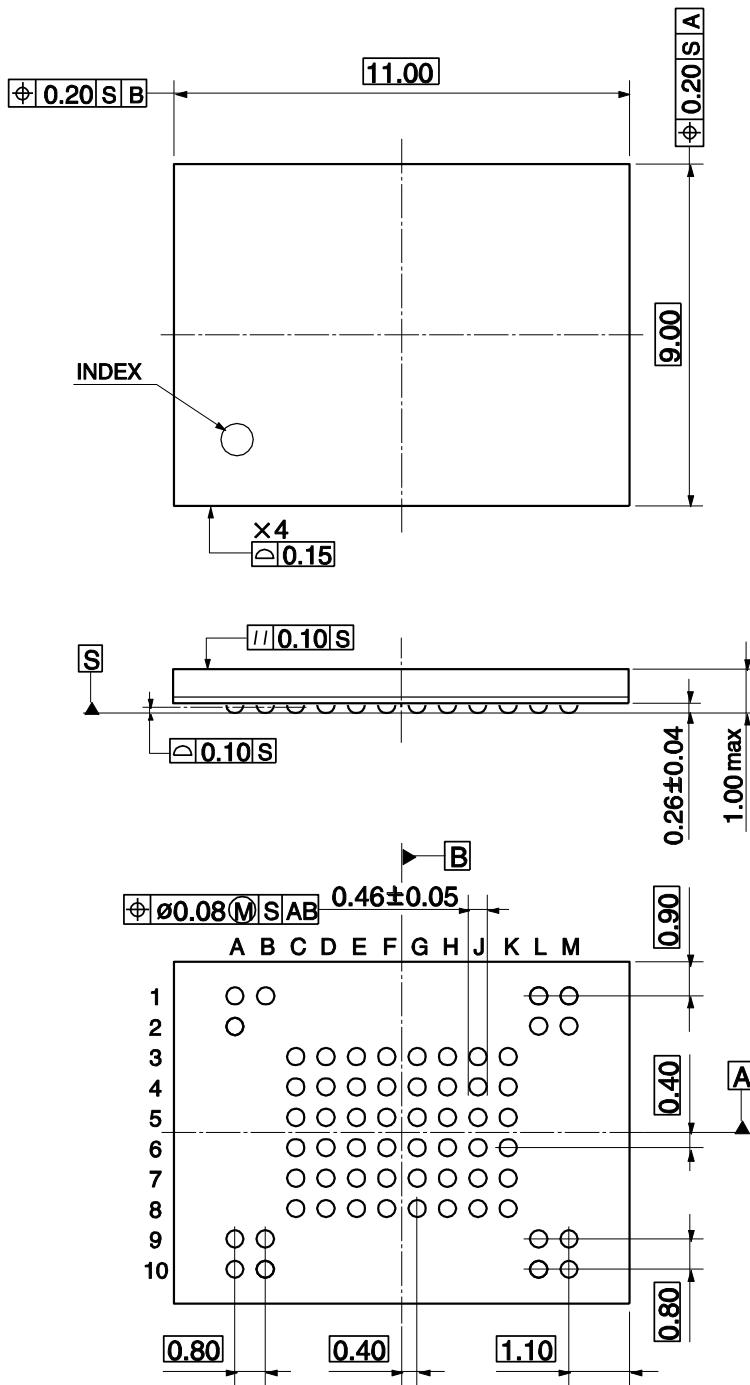 11.00
⌖ 0.20 S B
⌖ 0.20 S A
9.00
INDEX
×4
⌓ 0.15
// 0.10 S
S
⌓ 0.10 S
0.26±0.04
1.00 max
B
⌖ ø0.08 Ⓜ S AB
0.46±0.05
0.90
A B C D E F G H J K L M
1
2
3
4
5
6
7
8
9
10
0.40
A
0.80
0.80
0.40
1.10